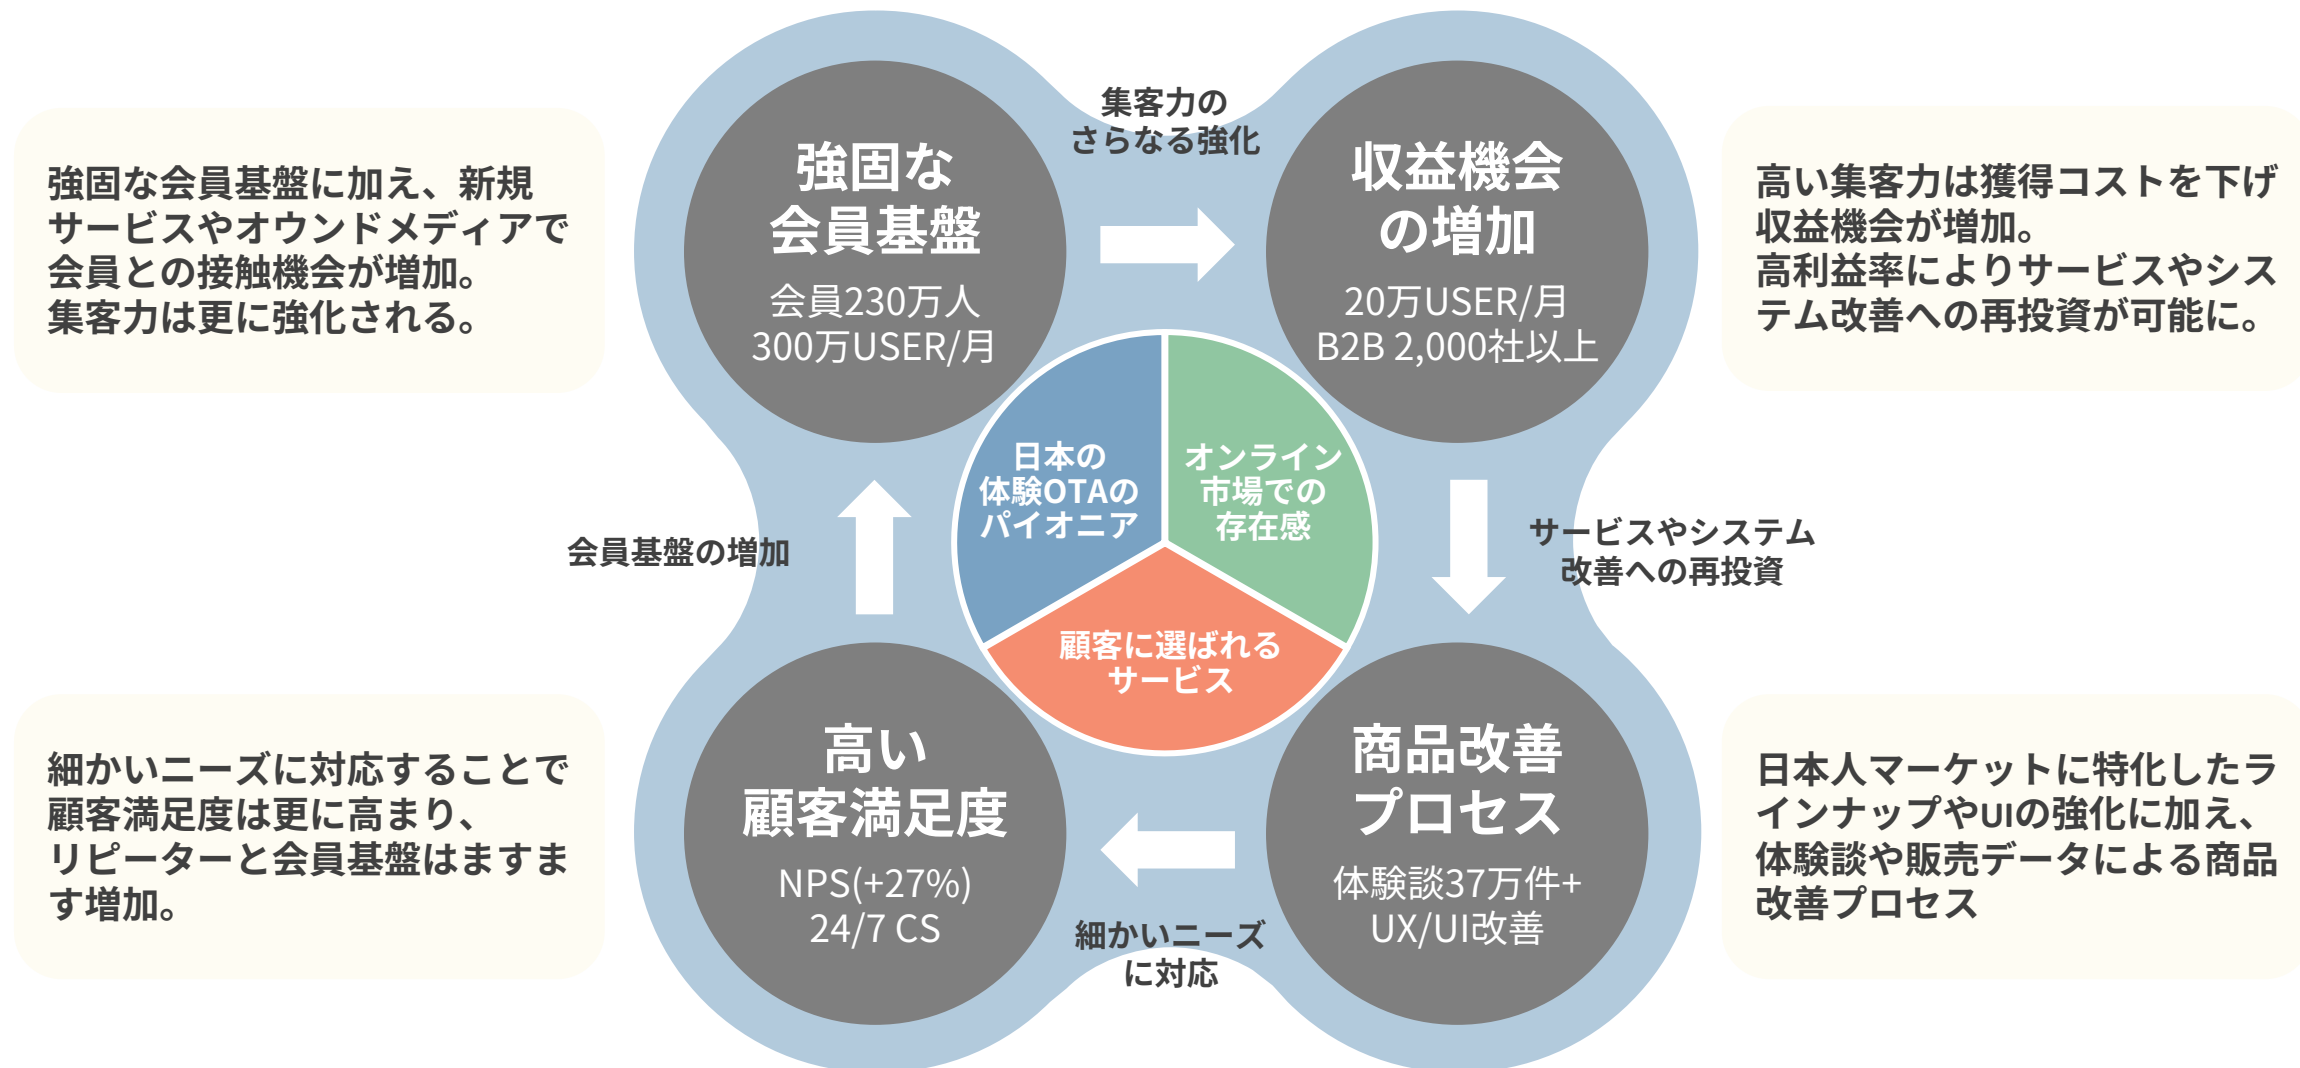 強固な会員基盤に加え、新規
サービスやオウンドメディアで
会員との接触機会が増加。
集客力は更に強化される。
強固な
会員基盤
会員230万人
300万USER/月
集客力の
さらなる強化
収益機会
の増加
20万USER/月
B2B 2,000社以上
高い集客力は獲得コストを下げ
収益機会が増加。
高利益率によりサービスやシス
テム改善への再投資が可能に。
会員基盤の増加
日本の
体験OTAの
パイオニア
オンライン
市場での
存在感
顧客に選ばれる
サービス
サービスやシステム
改善への再投資
細かいニーズに対応することで
顧客満足度は更に高まり、
リピーターと会員基盤はますま
す増加。
高い
顧客満足度
NPS(+27%)
24/7 CS
細かいニーズ
に対応
商品改善
プロセス
体験談37万件+
UX/UI改善
日本人マーケットに特化したラ
インナップやUIの強化に加え、
体験談や販売データによる商品
改善プロセス